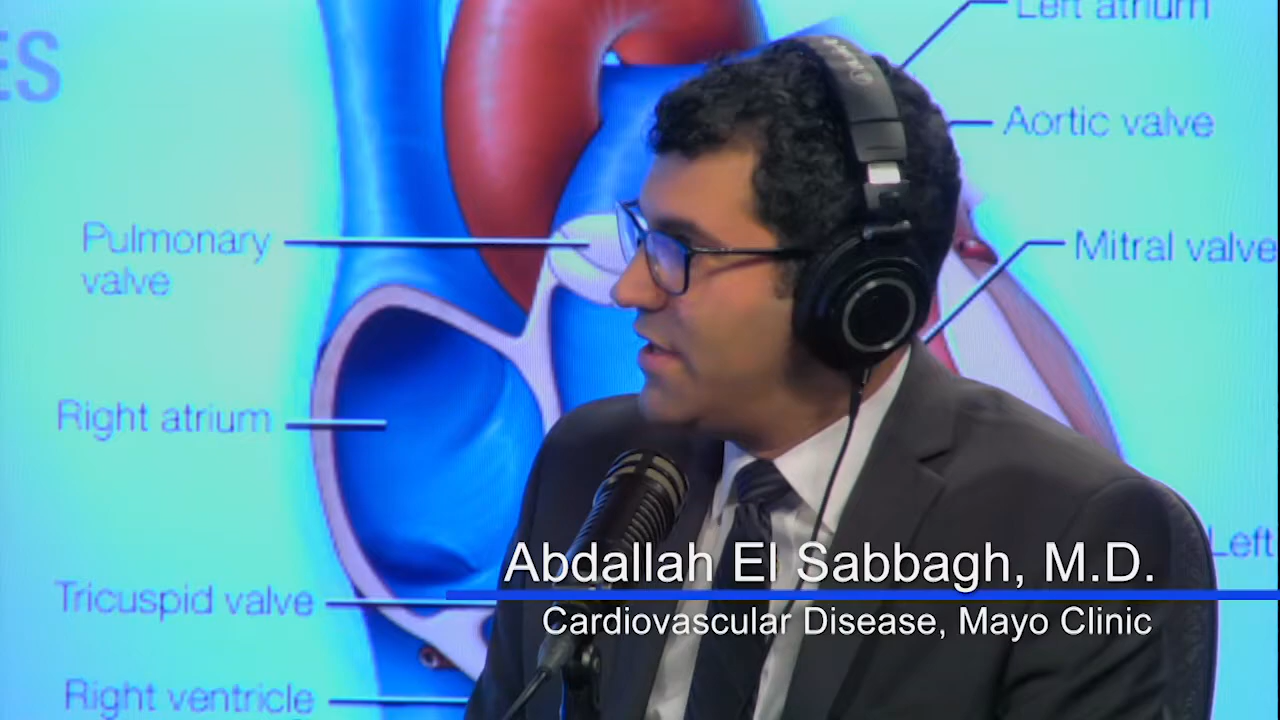 ES
Left atrium
Aortic valve
Pulmonary
valve
Mitral valve
Right atrium
Left
Tricuspid valve
Right ventricle
Abdallah El Sabbagh, M.D.
Cardiovascular Disease, Mayo Clinic